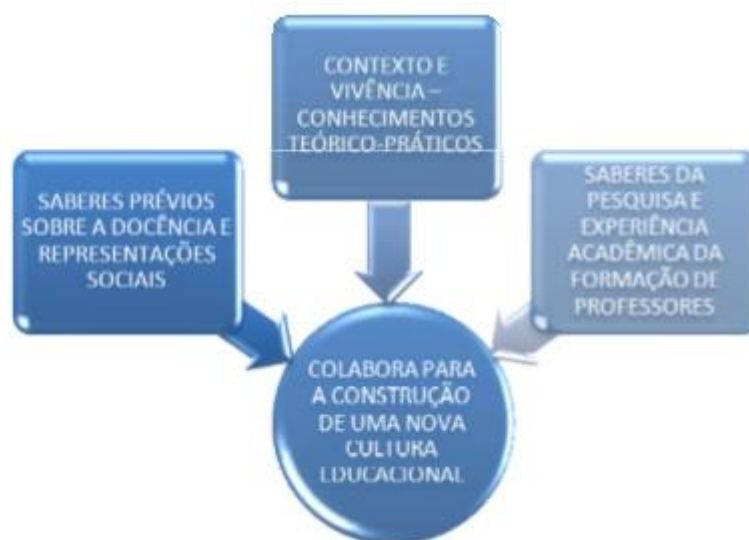 CONTEXTO E
VIVÊNCIA –
CONHECIMENTOS
TEÓRICO-PRÁTICOS
SABERES PRÉVIOS
SOBRE A DOCÊNCIA E
REPRESENTAÇÕES
SOCIAIS
SABERES DA
PESQUISA E
EXPERIÊNCIA
ACADÊMICA DA
FORMAÇÃO DE
PROFESSORES
COLABORA PARA
A CONSTRUÇÃO
DE UMA NOVA
CULTURA
EDUCACIONAL